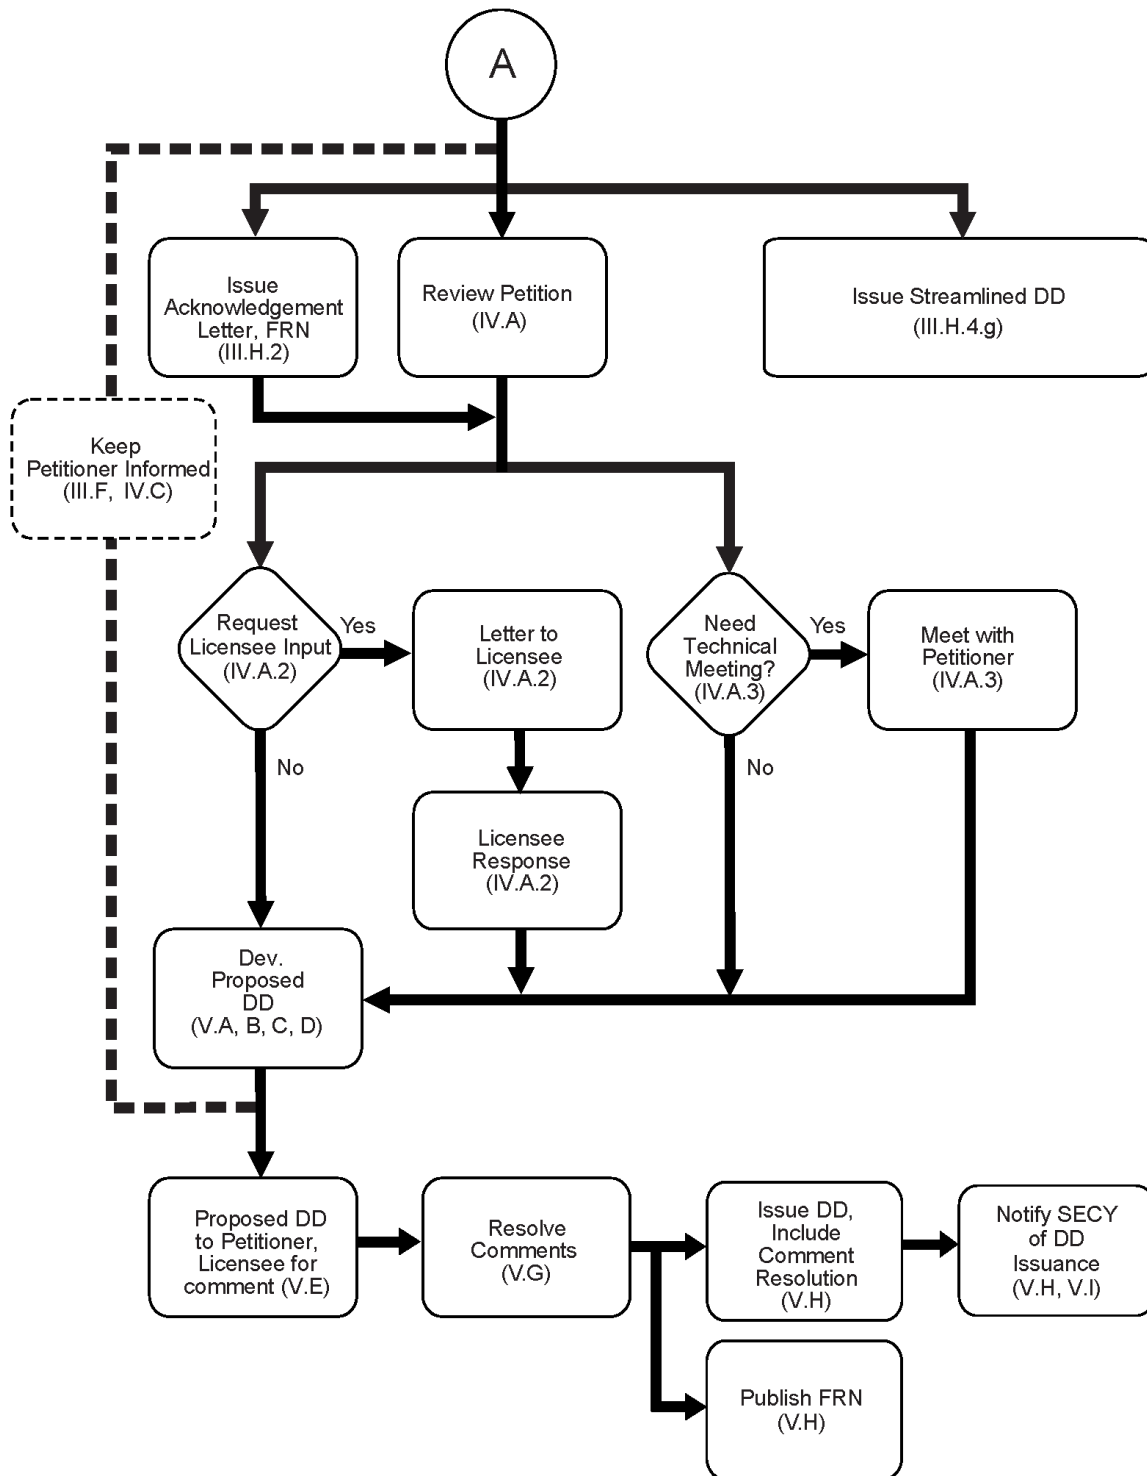 A
Issue
Acknowledgement
Letter, FRN
(III.H.2)
Review Petition
(IV.A)
Issue Streamlined DD
(III.H.4.g)
Keep
Petitioner Informed
(III.F, IV.C)
Request
Licensee Input
(IV.A.2)
Yes
Letter to
Licensee
(IV.A.2)
Need
Technical
Meeting?
(IV.A.3)
Yes
Meet with
Petitioner
(IV.A.3)
No
No
Licensee
Response
(IV.A.2)
Dev.
Proposed
DD
(V.A, B, C, D)
Proposed DD
to Petitioner,
Licensee for
comment (V.E)
Resolve
Comments
(V.G)
Issue DD,
Include
Comment
Resolution
(V.H)
Notify SECY
of DD
Issuance
(V.H, V.I)
Publish FRN
(V.H)